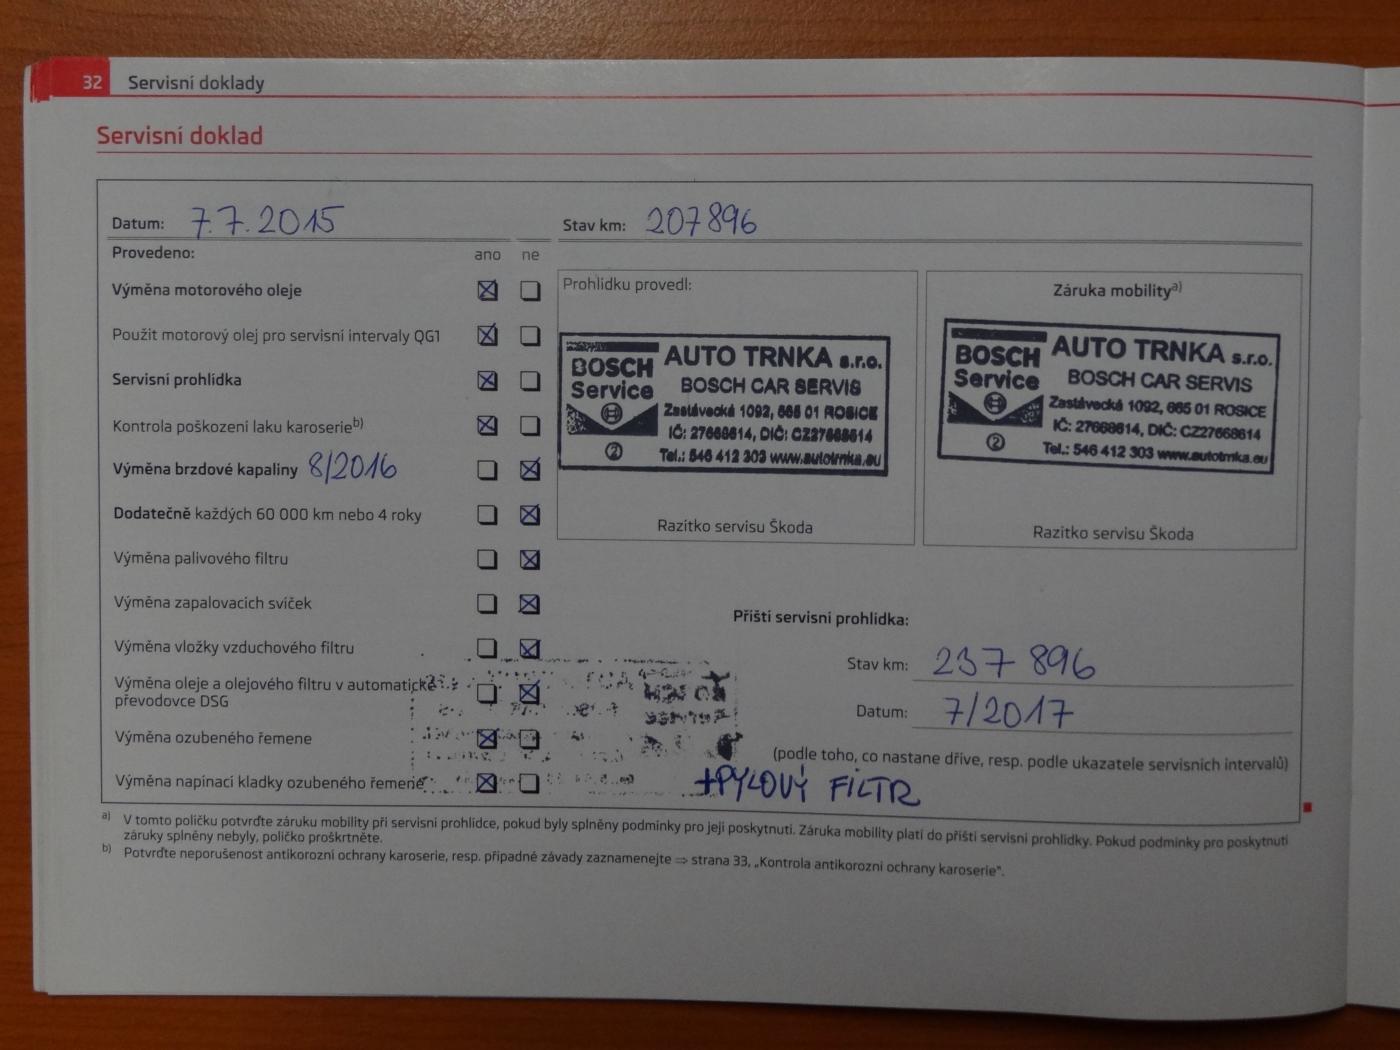 32 Servisní doklady
Servisní doklad
Datum: 7.7.2015
Stav km: 207896
Provedeno: ano ne
Výměna motorového oleje
Použit motorový olej pro servisní intervaly QG1
Servisní prohlídka
Kontrola poškození laku karoserie b)
Výměna brzdové kapaliny 8/2016
Dodatečně každých 60 000 km nebo 4 roky
Výměna palivového filtru
Výměna zapalovacích svíček
Výměna vložky vzduchového filtru
Výměna oleje a olejového filtru v automatické
převodovce DSG
Výměna ozubeného řemene
Výměna napínací kladky ozubeného řemene
Prohlídku provedl:
BOSCH
Service
AUTO TRNKA s.r.o.
BOSCH CAR SERVIS
Zastávecká 1092, 665 01 ROSICE
IČ: 27668614, DIČ: CZ27668614
Tel.: 546 412 303 www.autotrnka.eu
2
Razítko servisu Škoda
Záruka mobility a)
BOSCH
Service
AUTO TRNKA s.r.o.
BOSCH CAR SERVIS
Zastávecká 1092, 665 01 ROSICE
IČ: 27668614, DIČ: CZ27668614
Tel.: 546 412 303 www.autotrnka.eu
2
Razítko servisu Škoda
Příští servisní prohlídka:
Stav km: 237 896
Datum: 7/2017
(podle toho, co nastane dříve, resp. podle ukazatele servisních intervalů)
+PYLOVÝ FILTR
a) V tomto políčku potvrďte záruku mobility při servisní prohlídce, pokud byly splněny podmínky pro její poskytnutí. Záruka mobility platí do příští servisní prohlídky. Pokud podmínky pro poskytnutí
záruky splněny nebyly, políčko proškrtněte.
b) Potvrďte neporušenost antikorozní ochrany karoserie, resp. případné závady zaznamenejte ⇒ strana 33, „Kontrola antikorozní ochrany karoserie“.